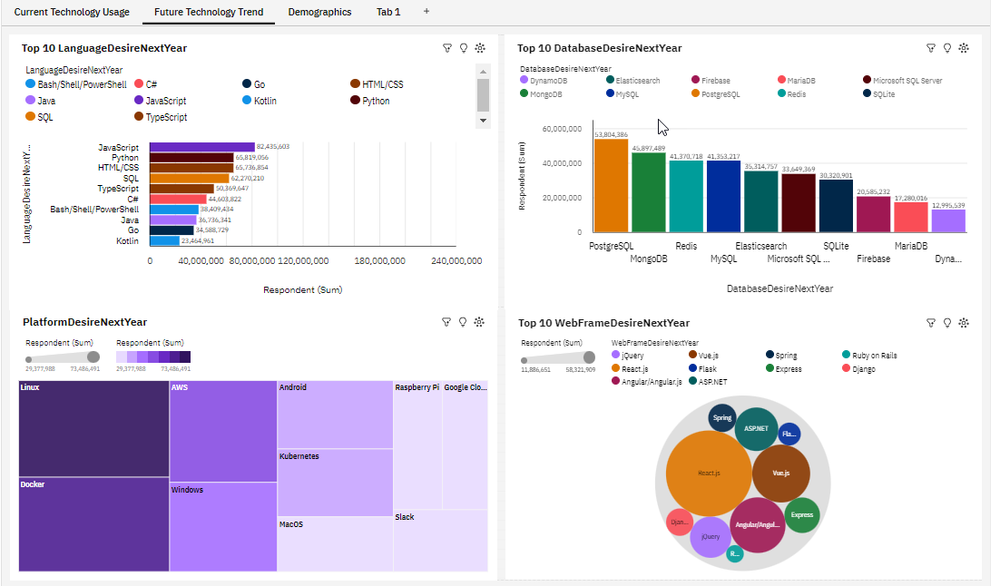 Current Technology Usage Future Technology Trend Demographics Tab 1 +
Top 10 LanguageDesireNextYear
LanguageDesireNextYear
Bash/Shell/PowerShell C# Go HTML/CSS
Java JavaScript Kotlin Python
SQL TypeScript
LanguageDesireNextY...
JavaScript 82,435,603
Python 65,819,056
HTML/CSS 65,736,854
SQL 62,270,210
TypeScript 50,369,647
C# 44,603,822
Bash/Shell/PowerShell 38,409,434
Java 36,736,341
Go 34,588,729
Kotlin 23,464,961
0 40,000,000 80,000,000 120,000,000 180,000,000 240,000,000
Respondent (Sum)
Top 10 DatabaseDesireNextYear
DatabaseDesireNextYear
DynamoDB Elasticsearch Firebase MariaDB Microsoft SQL Server
MongoDB MySQL PostgreSQL Redis SQLite
Respondent (Sum)
60,000,000
40,000,000
20,000,000
0
53,804,386
45,897,489
41,370,718
41,353,217
35,314,757
33,649,369
30,320,901
20,585,232
17,280,016
12,995,539
PostgreSQL Redis Elasticsearch SQLite MariaDB
MongoDB MySQL Microsoft SQL ... Firebase Dyna...
DatabaseDesireNextYear
PlatformDesireNextYear
Respondent (Sum) Respondent (Sum)
29,377,988 73,486,491 29,377,988 73,486,491
Linux AWS Android Raspberry Pi Google Clo...
Kubernetes
Docker
Windows
Slack
MacOS
Top 10 WebFrameDesireNextYear
Respondent (Sum)
11,886,651 58,321,909
WebFrameDesireNextYear
jQuery Vue.js Spring Ruby on Rails
React.js Flask Express Django
Angular/Angular.js ASP.NET
Spring
ASP.NET
Fla...
React.js
Vue.js
Express
Djan...
Angular/Angul...
jQuery
R...